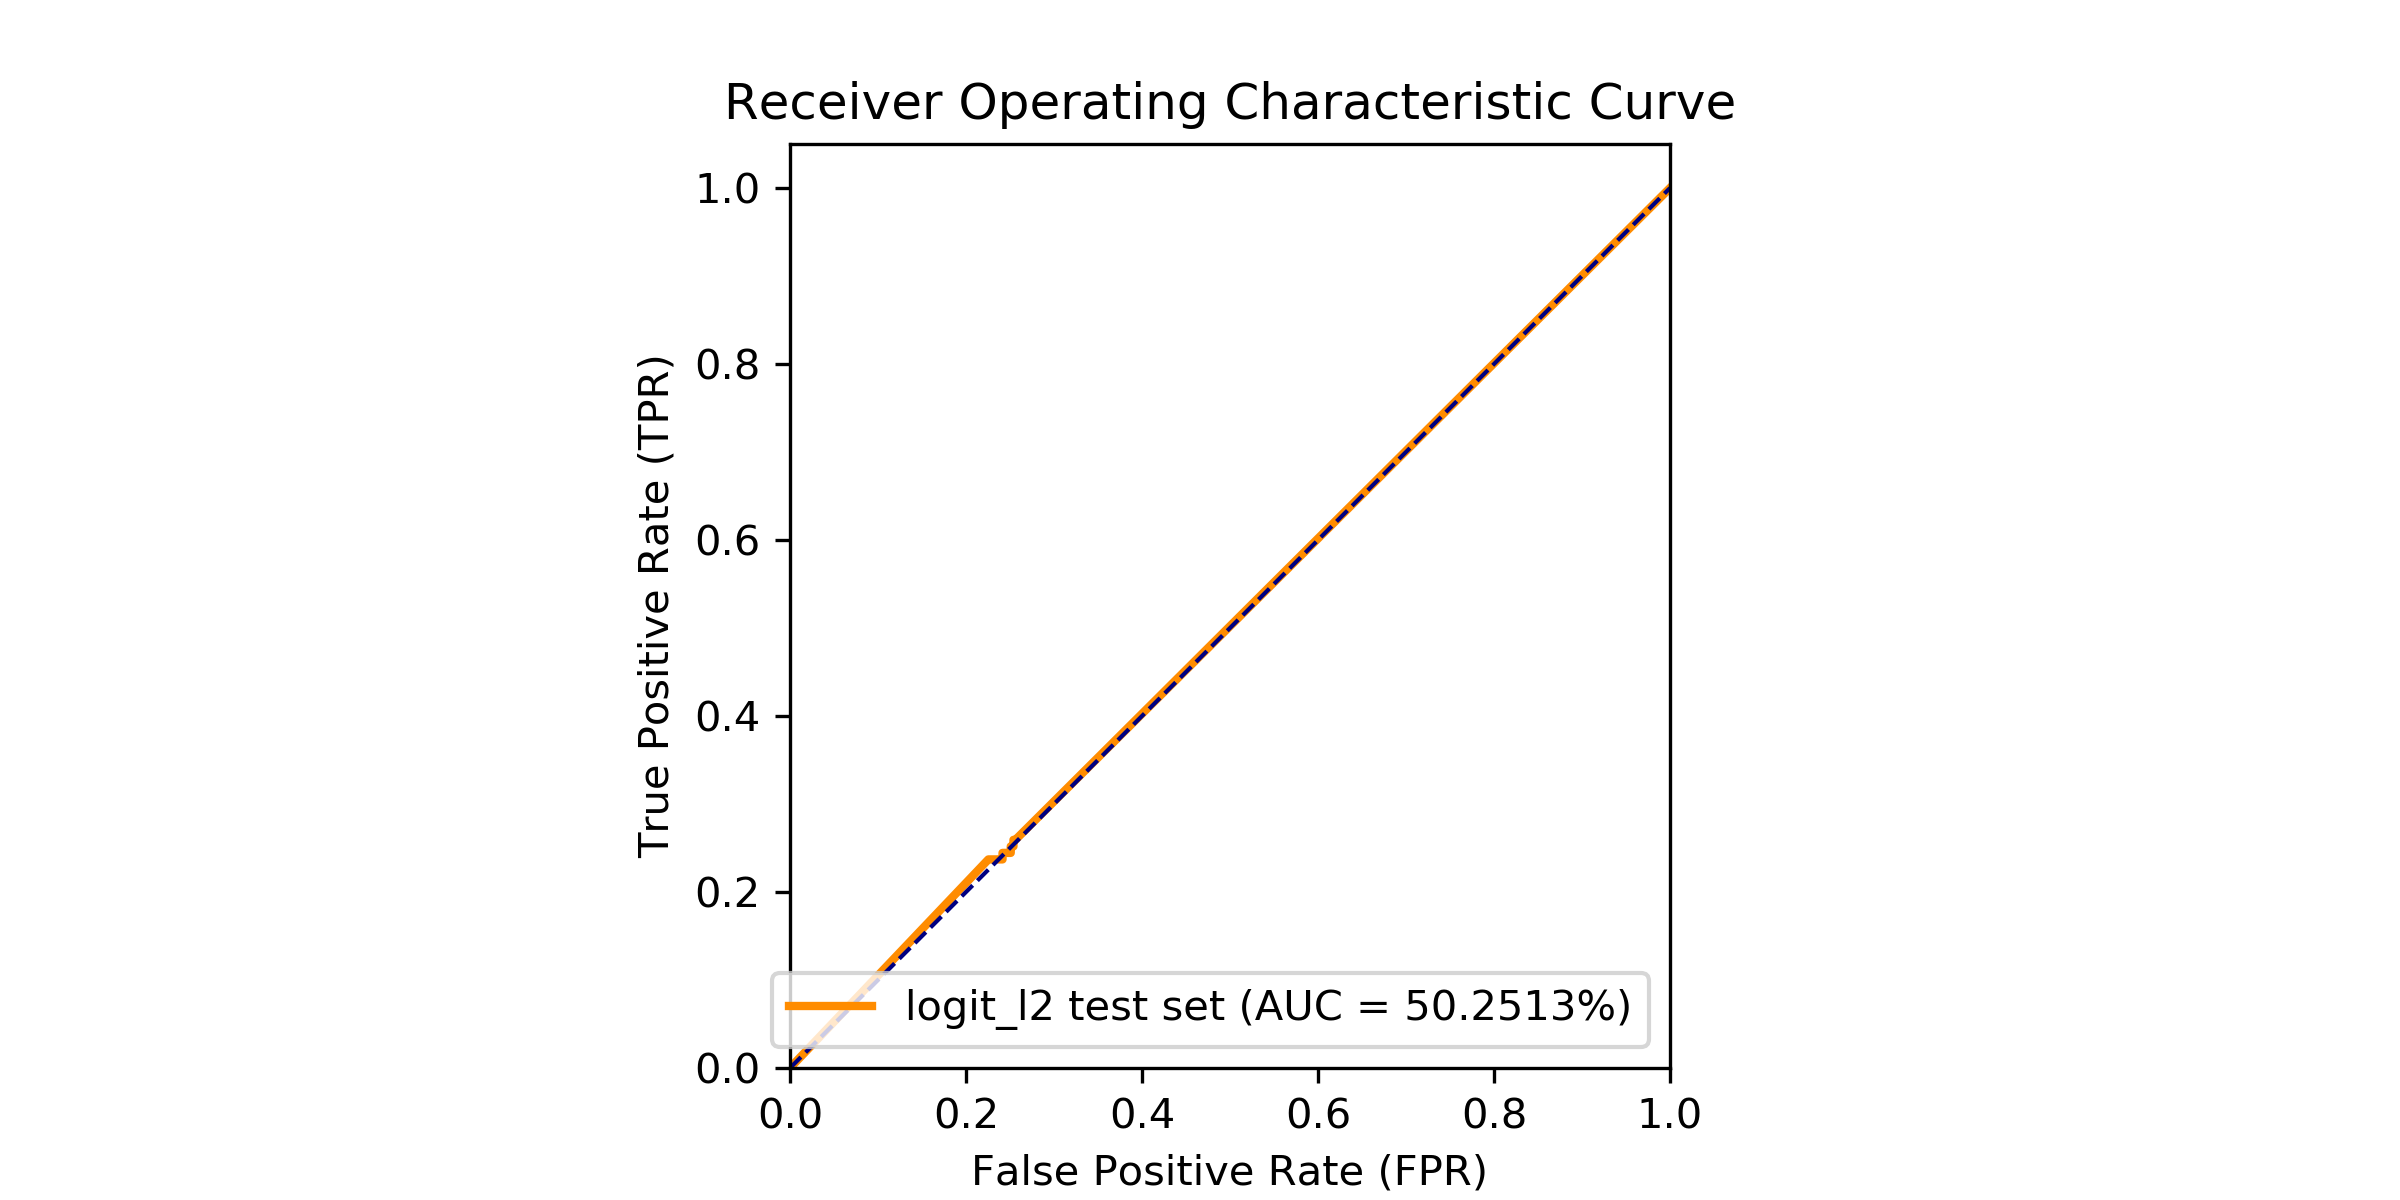 Receiver Operating Characteristic Curve
True Positive Rate (TPR)
1.0
0.8
0.6
0.4
0.2
0.0
logit_l2 test set (AUC = 50.2513%)
0.0 0.2 0.4 0.6 0.8 1.0
False Positive Rate (FPR)